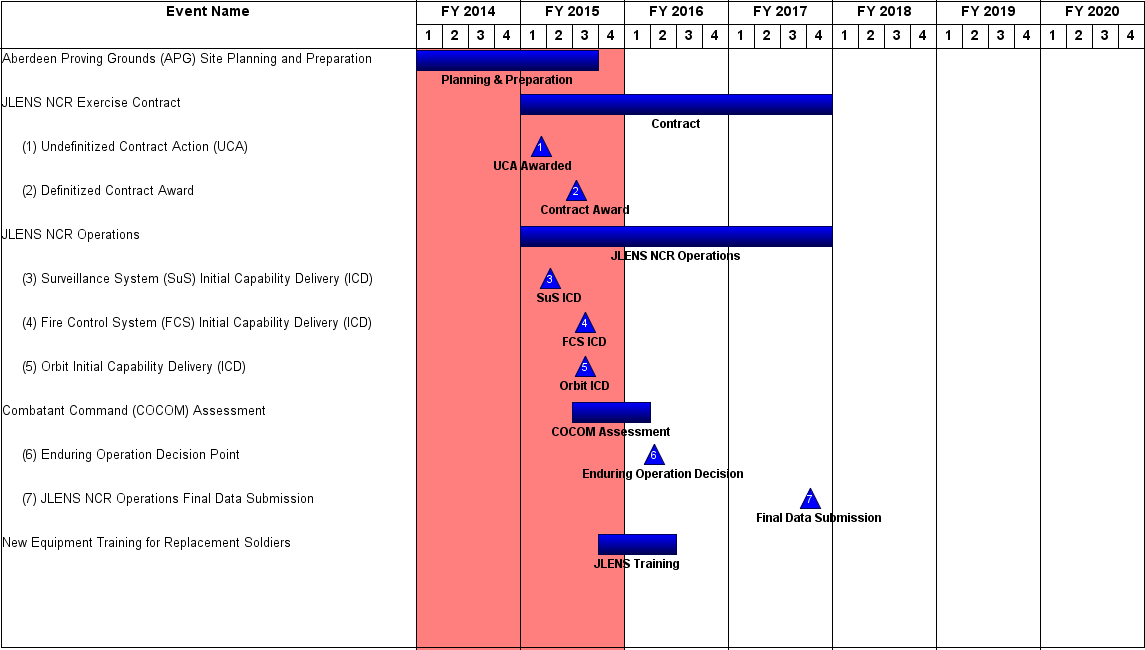 Event Name FY 2014 FY 2015 FY 2016 FY 2017 FY 2018 FY 2019 FY 2020
1 2 3 4 1 2 3 4 1 2 3 4 1 2 3 4 1 2 3 4 1 2 3 4 1 2 3 4
Aberdeen Proving Grounds (APG) Site Planning and Preparation
Planning & Preparation
JLENS NCR Exercise Contract
Contract
(1) Undefinitized Contract Action (UCA) 1
UCA Awarded
(2) Definitized Contract Award 2
Contract Award
JLENS NCR Operations
JLENS NCR Operations
(3) Surveillance System (SuS) Initial Capability Delivery (ICD) 3
SuS ICD
(4) Fire Control System (FCS) Initial Capability Delivery (ICD) 4
FCS ICD
(5) Orbit Initial Capability Delivery (ICD) 5
Orbit ICD
Combatant Command (COCOM) Assessment
COCOM Assessment
(6) Enduring Operation Decision Point 6
Enduring Operation Decision
(7) JLENS NCR Operations Final Data Submission 7
Final Data Submission
New Equipment Training for Replacement Soldiers
JLENS Training